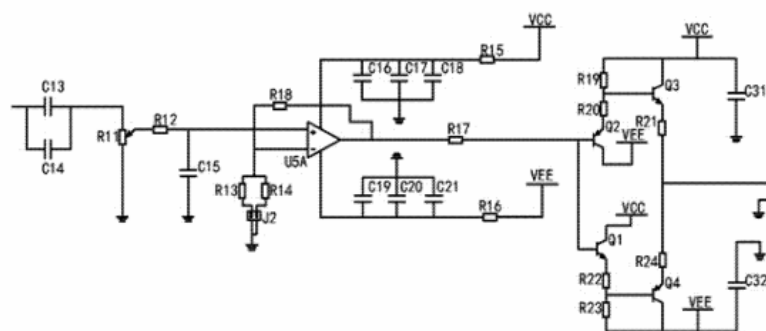 VCC
R15
VCC
C13
C16
C17
C18
R19
Q3
R18
C31
R12
R20
R11
R21
Q2
R17
VEE
C14
U5A
C15
VEE
VCC
R13
R14
C19
C20
C21
J2
R16
Q1
R24
R22
Q4
C32
VEE
R23